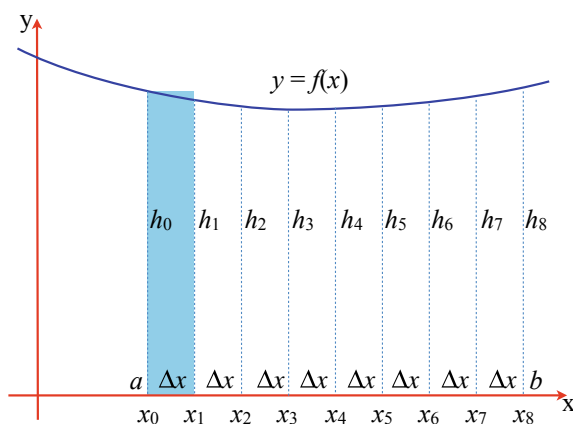 y
y = f(x)
h₀ h₁ h₂ h₃ h₄ h₅ h₆ h₇ h₈
a Δx Δx Δx Δx Δx Δx Δx Δx b
x
x₀ x₁ x₂ x₃ x₄ x₅ x₆ x₇ x₈